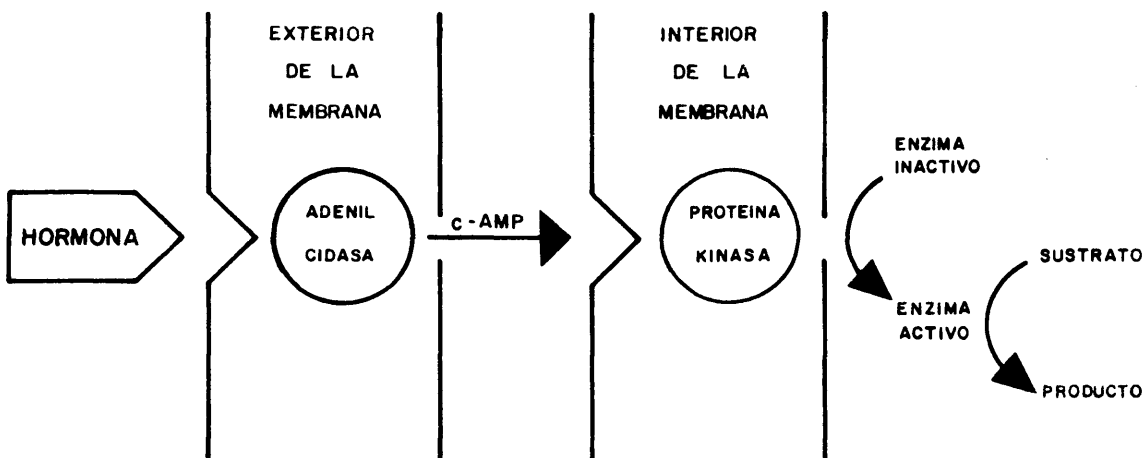 EXTERIOR
DE LA
MEMBRANA
INTERIOR
DE LA
MEMBRANA
HORMONA
ADENIL
CIDASA
c-AMP
PROTEINA
KINASA
ENZIMA
INACTIVO
ENZIMA
ACTIVO
SUSTRATO
PRODUCTO